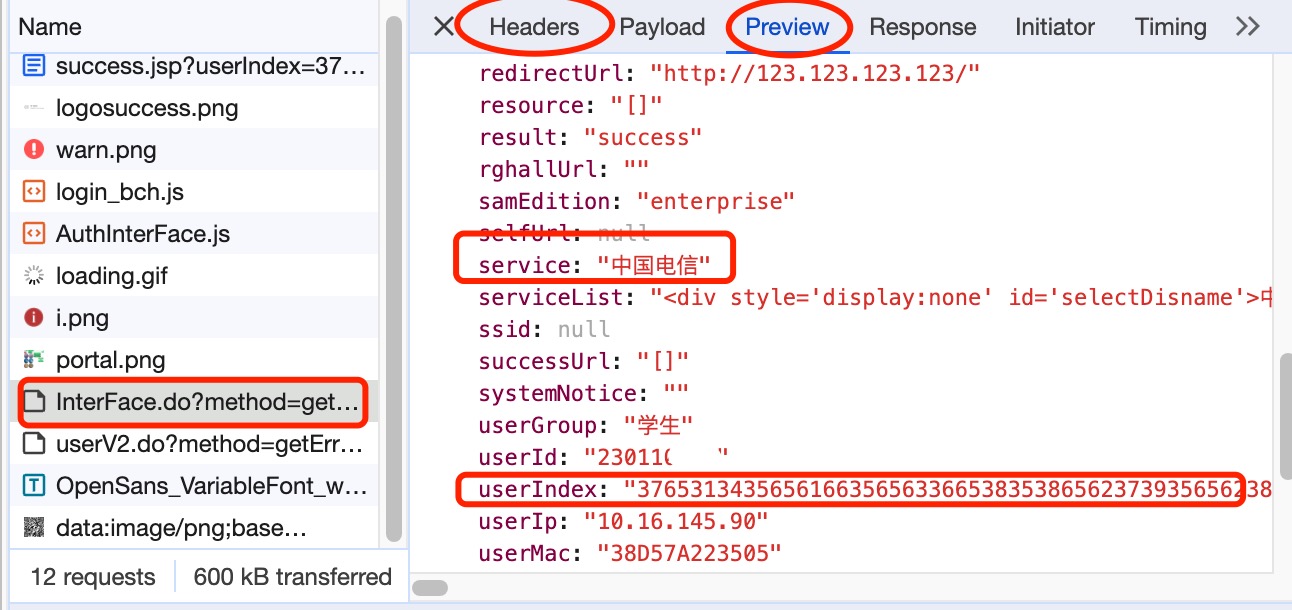 Name
success.jsp?userIndex=37...
logosuccess.png
warn.png
login_bch.js
AuthInterFace.js
loading.gif
i.png
portal.png
InterFace.do?method=get...
userV2.do?method=getErr...
OpenSans_VariableFont_w...
data:image/png;base...
12 requests
600 kB transferred
Headers Payload Preview Response Initiator Timing
redirectUrl: "http://123.123.123.123/"
resource: "[]"
result: "success"
rghallUrl: ""
samEdition: "enterprise"
selfUrl: null
service: "中国电信"
serviceList: "<div style='display:none' id='selectDisname'>中
ssid: null
successUrl: "[]"
systemNotice: ""
userGroup: "学生"
userId: "23011
userIndex:
userIp: "10.16.145.90"
userMac: "38D57A223505"